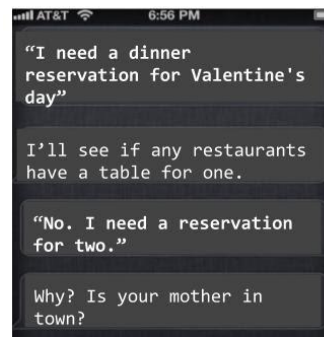 AT&T 6:56 PM
“I need a dinner
reservation for Valentine's
day”
I’ll see if any restaurants
have a table for one.
“No. I need a reservation
for two.”
Why? Is your mother in
town?